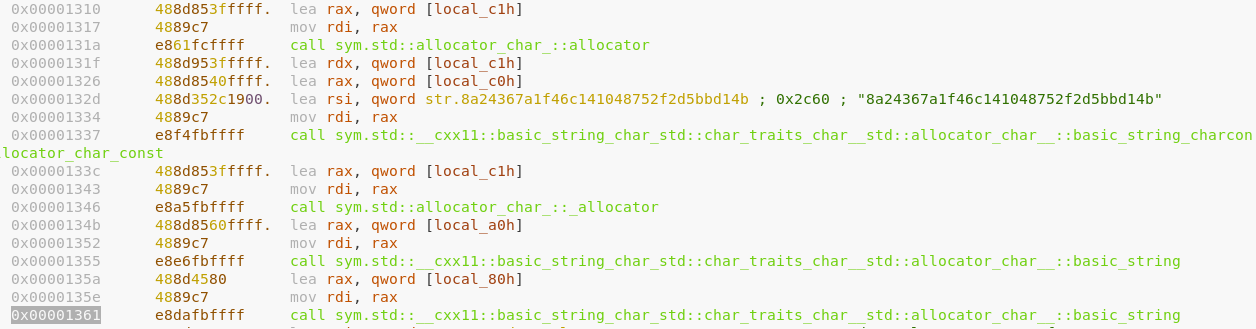 0x00001310 488d853fffff. lea rax, qword [local_c1h]
0x00001317 4889c7 mov rdi, rax
0x0000131a e861fcffff call sym.std::allocator_char_::allocator
0x0000131f 488d953fffff. lea rdx, qword [local_c1h]
0x00001326 488d8540ffff. lea rax, qword [local_c0h]
0x0000132d 488d352c1900. lea rsi, qword str.8a24367a1f46c141048752f2d5bbd14b ; 0x2c60 ; "8a24367a1f46c141048752f2d5bbd14b"
0x00001334 4889c7 mov rdi, rax
0x00001337 e8f4fbffff call sym.std::__cxx11::basic_string_char_std::char_traits_char__std::allocator_char__::basic_string_charcon
locator_char_const
0x0000133c 488d853fffff. lea rax, qword [local_c1h]
0x00001343 4889c7 mov rdi, rax
0x00001346 e8a5fbffff call sym.std::allocator_char_::_allocator
0x0000134b 488d8560ffff. lea rax, qword [local_a0h]
0x00001352 4889c7 mov rdi, rax
0x00001355 e8e6fbffff call sym.std::__cxx11::basic_string_char_std::char_traits_char__std::allocator_char__::basic_string
0x0000135a 488d4580 lea rax, qword [local_80h]
0x0000135e 4889c7 mov rdi, rax
0x00001361 e8dafbffff call sym.std::__cxx11::basic_string_char_std::char_traits_char__std::allocator_char__::basic_string